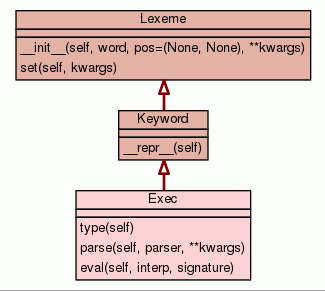 Lexeme
__init__(self, word, pos=(None, None), **kwargs)
set(self, kwargs)
Keyword
__repr__(self)
Exec
type(self)
parse(self, parser, **kwargs)
eval(self, interp, signature)